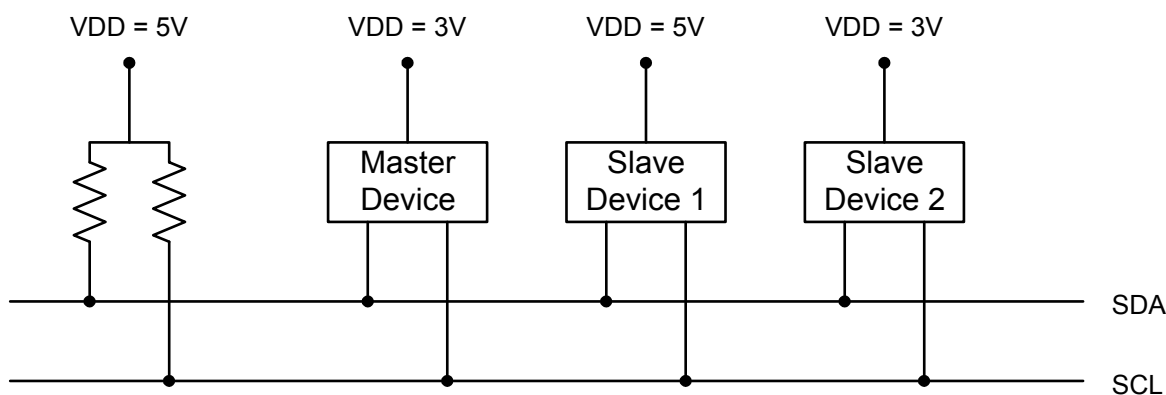 VDD = 5V
VDD = 3V
VDD = 5V
VDD = 3V
Master
Device
Slave
Device 1
Slave
Device 2
SDA
SCL